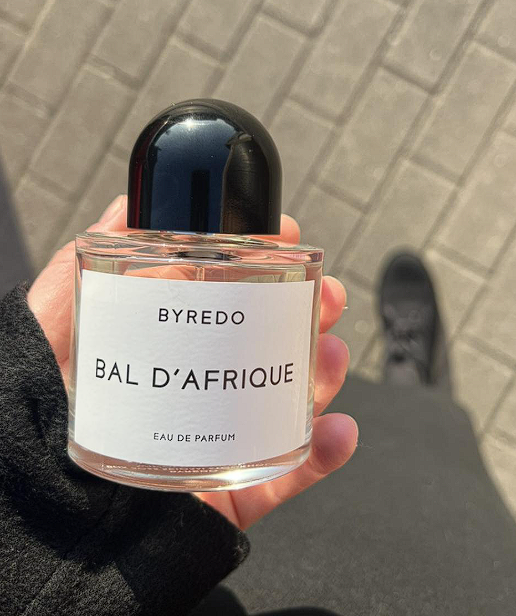 BYREDO
BAL D’AFRIQUE
EAU DE PARFUM